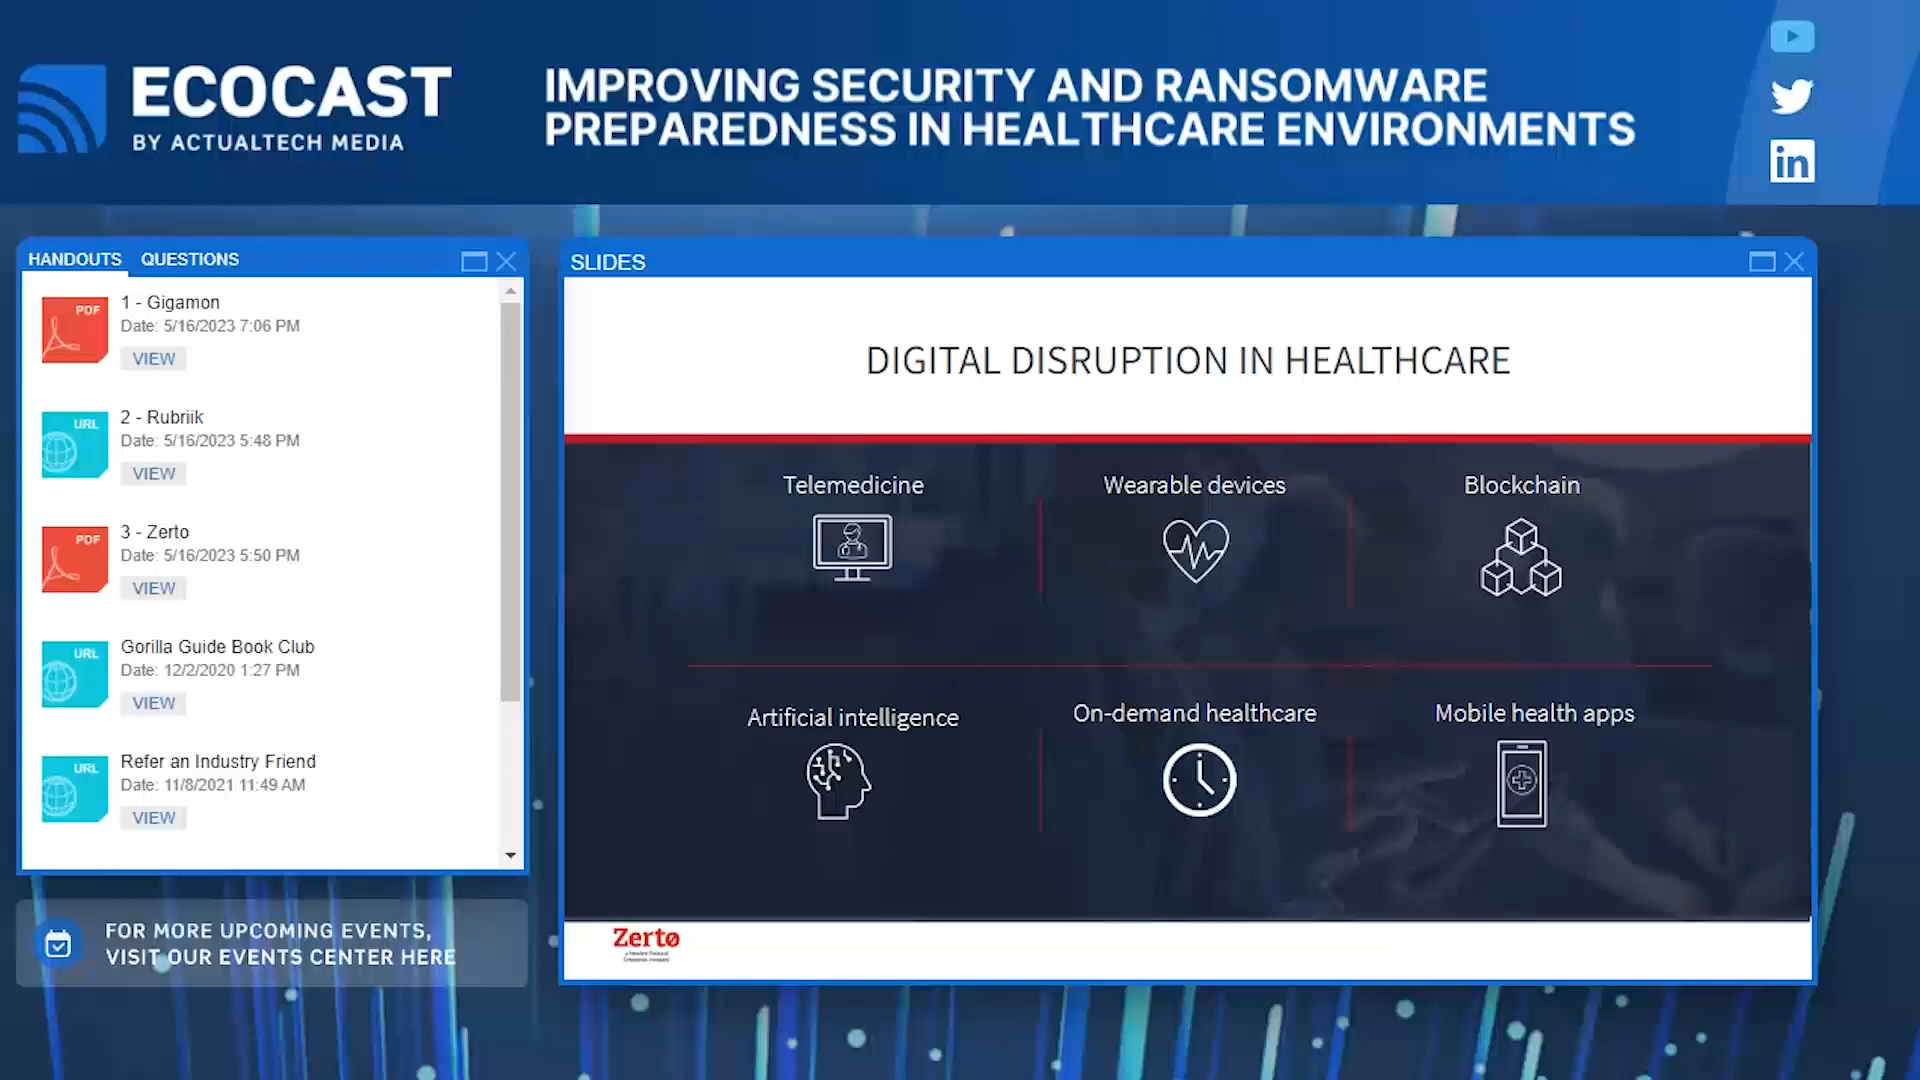 ECOCAST
BY ACTUALTECH MEDIA
IMPROVING SECURITY AND RANSOMWARE
PREPAREDNESS IN HEALTHCARE ENVIRONMENTS
in
HANDOUTS QUESTIONS
PDF
1 - Gigamon
Date: 5/16/2023 7:06 PM
VIEW
URL
2 - Rubriik
Date: 5/16/2023 5:48 PM
VIEW
PDF
3 - Zerto
Date: 5/16/2023 5:50 PM
VIEW
URL
Gorilla Guide Book Club
Date: 12/2/2020 1:27 PM
VIEW
URL
Refer an Industry Friend
Date: 11/8/2021 11:49 AM
VIEW
FOR MORE UPCOMING EVENTS,
VISIT OUR EVENTS CENTER HERE
SLIDES
DIGITAL DISRUPTION IN HEALTHCARE
Telemedicine
Wearable devices
Blockchain
Artificial intelligence
On-demand healthcare
Mobile health apps
Zerto
a Hewlett Packard
Enterprise company